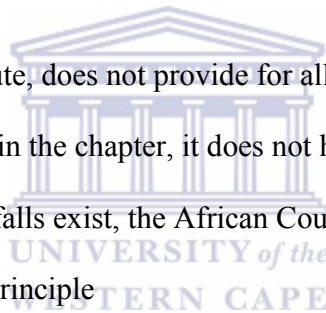 ute, does not provide for all
in the chapter, it does not h
falls exist, the African Cou
UNIVERSITY of the
rinciple
WESTERN CAPE